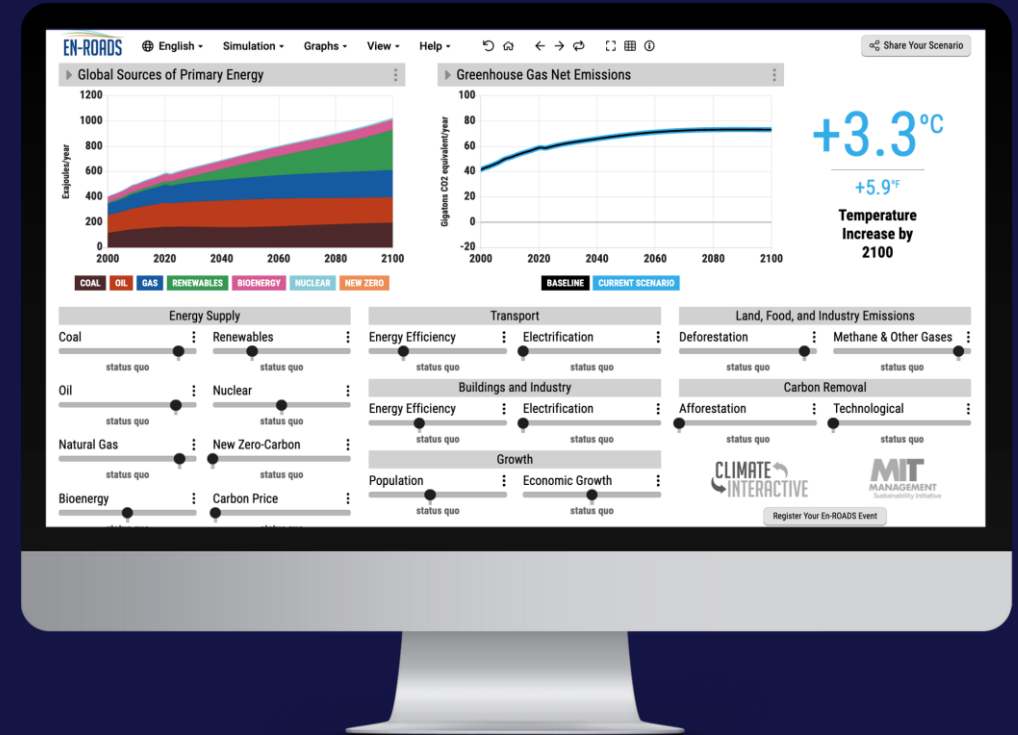 EN-ROADS
English
Simulation
Graphs
View
Help
Share Your Scenario
Global Sources of Primary Energy
1200
1000
800
600
400
200
0
Exajoules/year
2000 2020 2040 2060 2080 2100
COAL OIL GAS RENEWABLES BIOENERGY NUCLEAR NEW ZERO
Greenhouse Gas Net Emissions
100
80
60
40
20
0
-20
Gigatons CO2 equivalent/year
2000 2020 2040 2060 2080 2100
BASELINE CURRENT SCENARIO
+3.3°C
+5.9°F
Temperature
Increase by
2100
Energy Supply
Coal
status quo
Renewables
status quo
Oil
status quo
Nuclear
status quo
Natural Gas
status quo
New Zero-Carbon
status quo
Bioenergy
Carbon Price
Transport
Energy Efficiency
status quo
Electrification
status quo
Buildings and Industry
Energy Efficiency
status quo
Electrification
status quo
Growth
Population
status quo
Economic Growth
status quo
Land, Food, and Industry Emissions
Deforestation
status quo
Methane & Other Gases
status quo
Carbon Removal
Afforestation
status quo
Technological
status quo
CLIMATE
INTERACTIVE
MIT
MANAGEMENT
Sustainability Initiative
Register Your En-ROADS Event